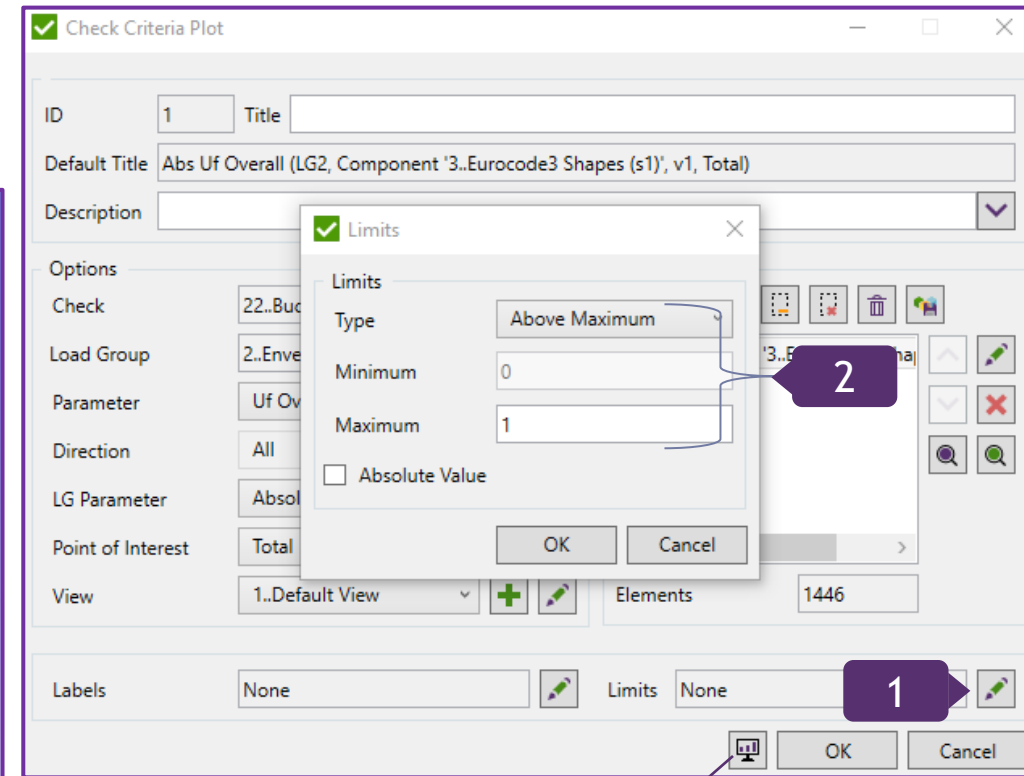 Check Criteria Plot
ID 1 Title
Default Title Abs Uf Overall (LG2, Component '3..Eurocode3 Shapes (s1)', v1, Total)
Description
Limits
Options
Limits
Check 22..Buc
Type Above Maximum
Load Group 2..Enve
Minimum 0
2
Parameter Uf Ov
Maximum 1
Direction All
Absolute Value
LG Parameter Absol
Point of Interest Total
OK Cancel
View 1..Default View
Elements 1446
Labels None
Limits None
1
OK Cancel